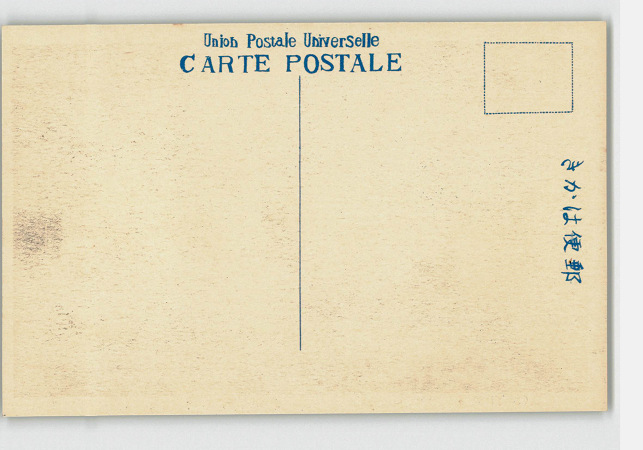 Union Postale Universelle
CARTE POSTALE
きかは便郵